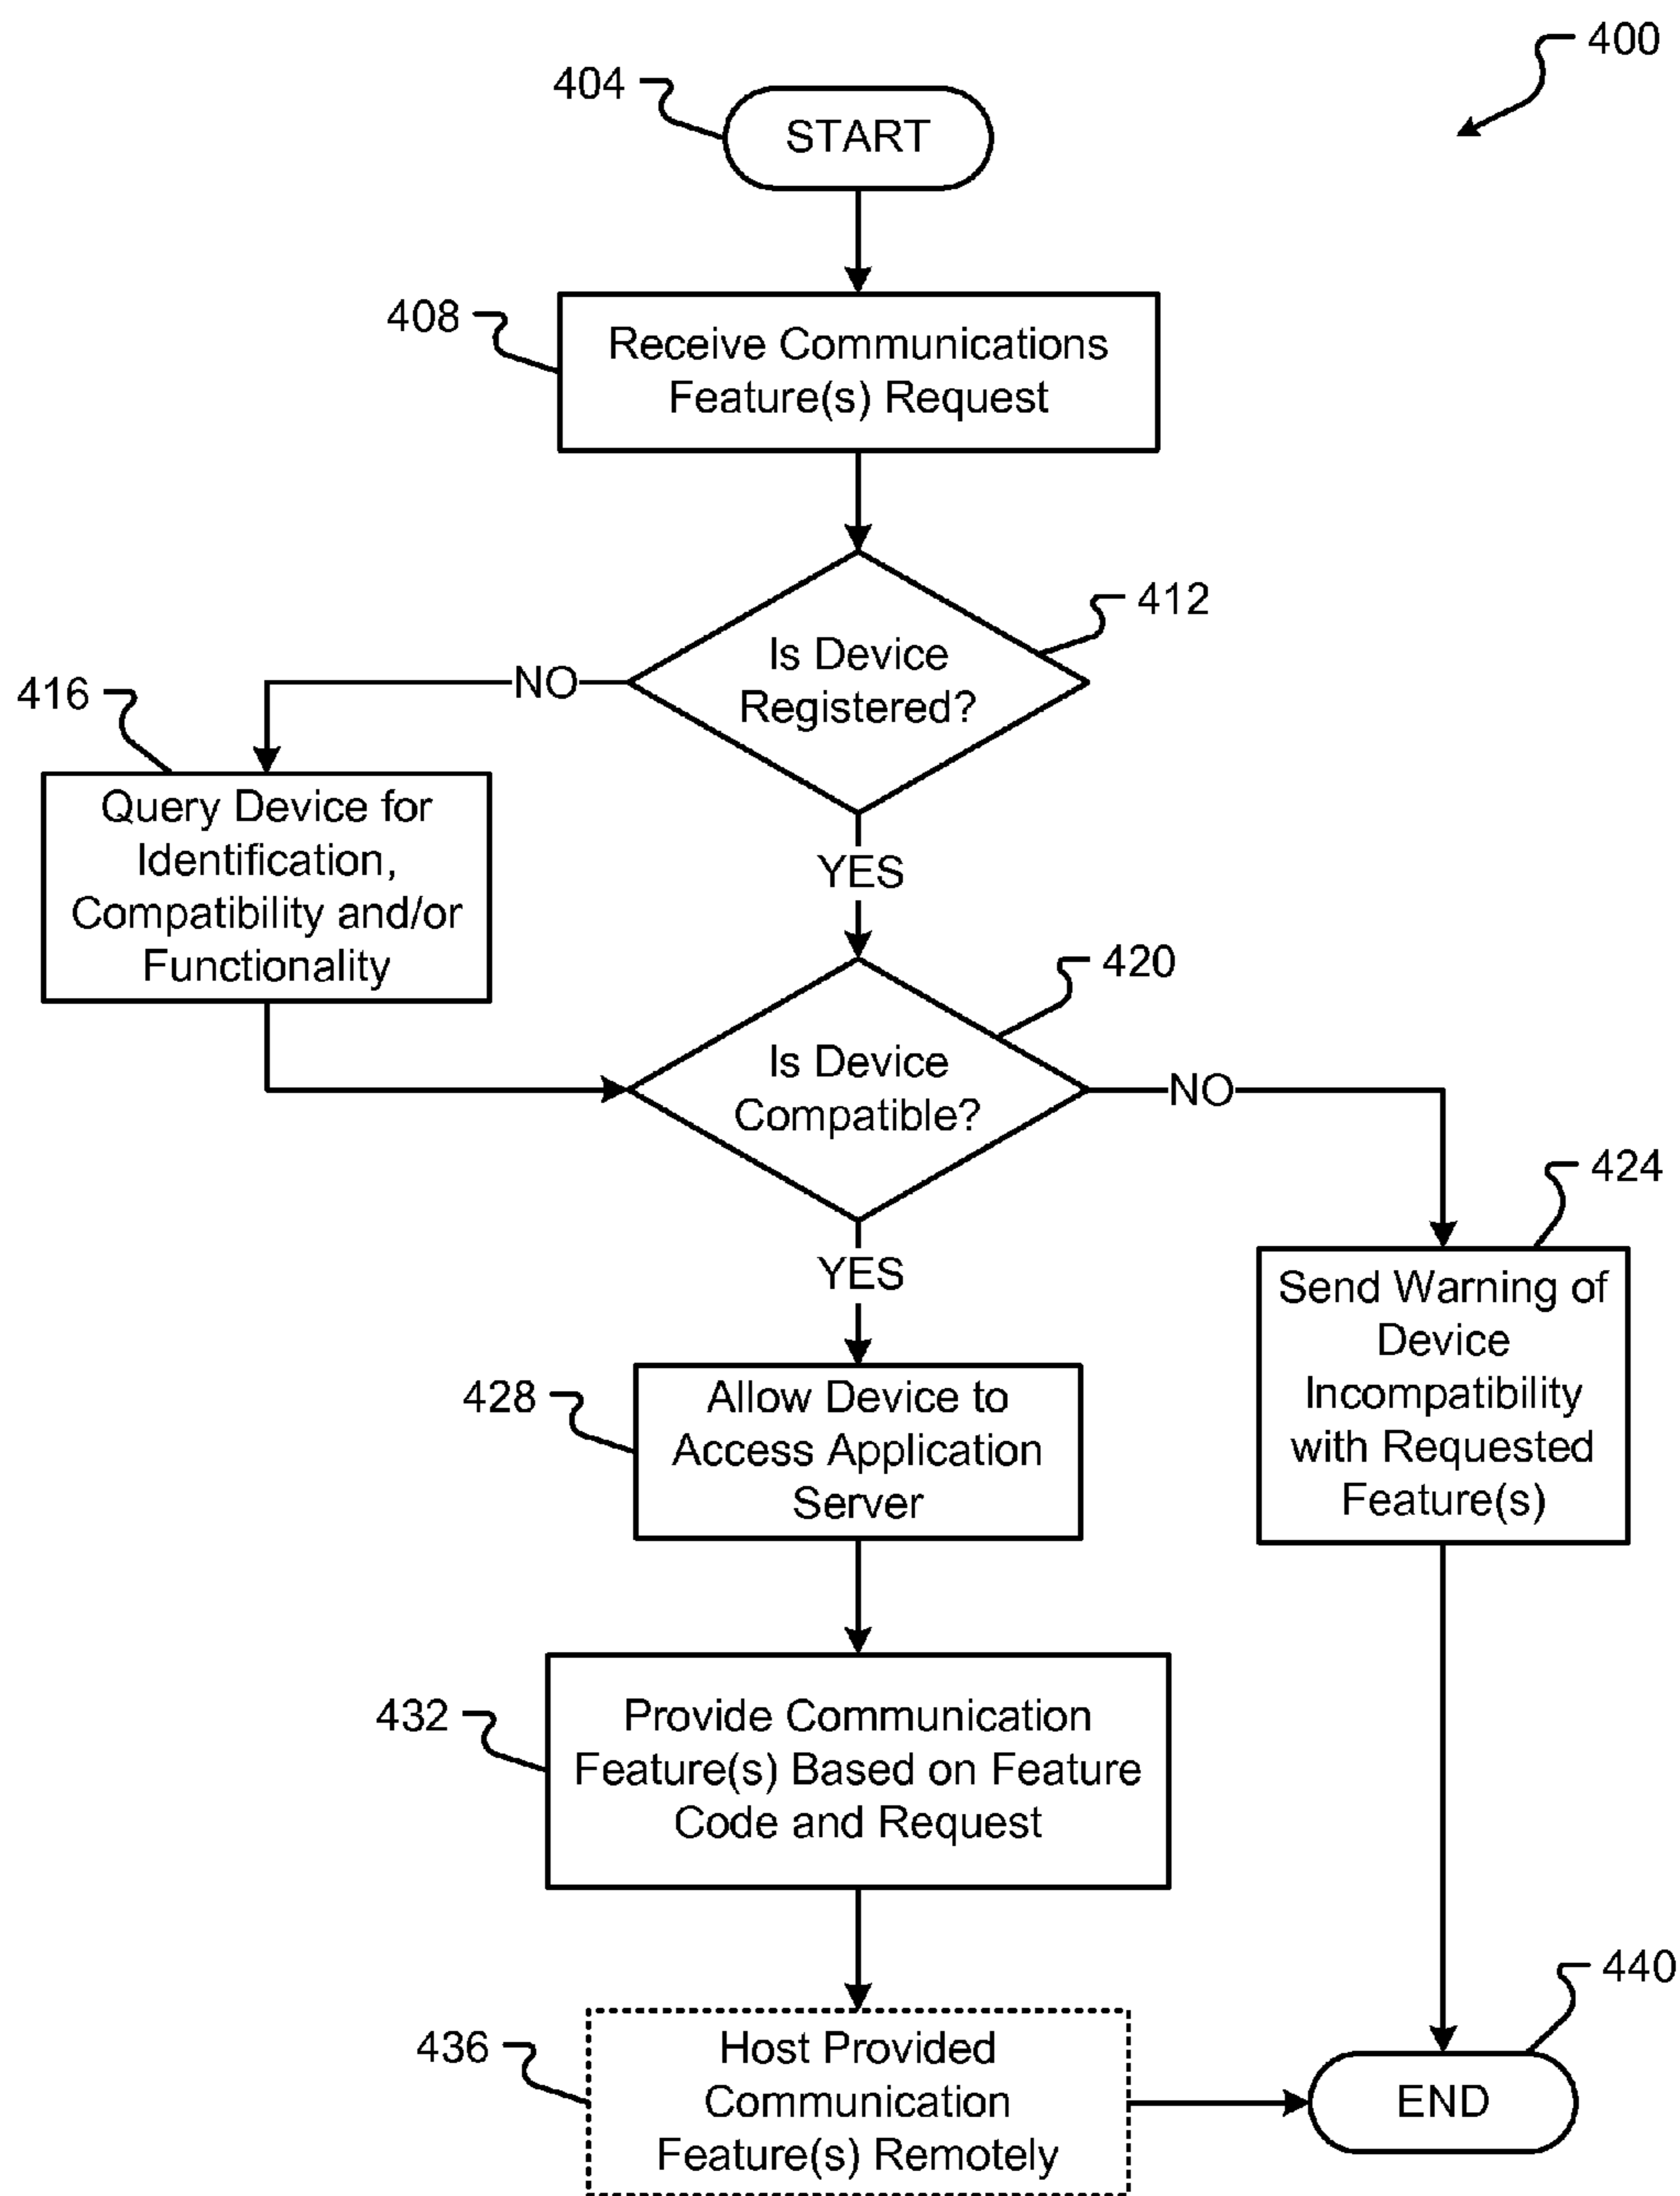 400
404
START
408
Receive Communications
Feature(s) Request
412
Is Device
Registered?
NO
YES
416
Query Device for
Identification,
Compatibility and/or
Functionality
420
Is Device
Compatible?
NO
YES
424
Send Warning of
Device
Incompatibility
with Requested
Feature(s)
428
Allow Device to
Access Application
Server
432
Provide Communication
Feature(s) Based on Feature
Code and Request
436
Host Provided
Communication
Feature(s) Remotely
440
END